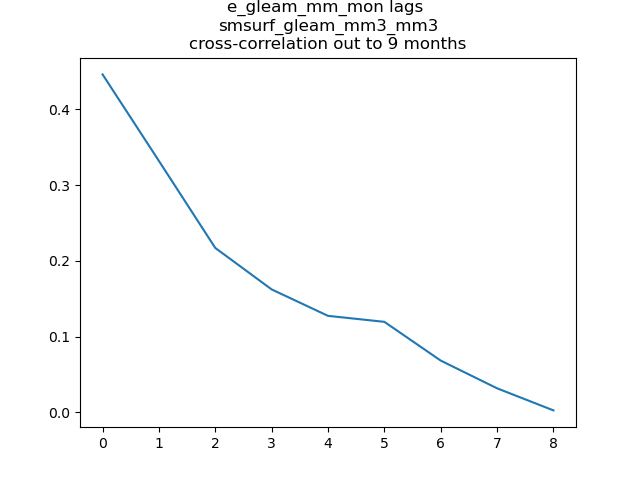 e_gleam_mm_mon lags
smsurf_gleam_mm3_mm3
cross-correlation out to 9 months
0.4
0.3
0.2
0.1
0.0
0 1 2 3 4 5 6 7 8